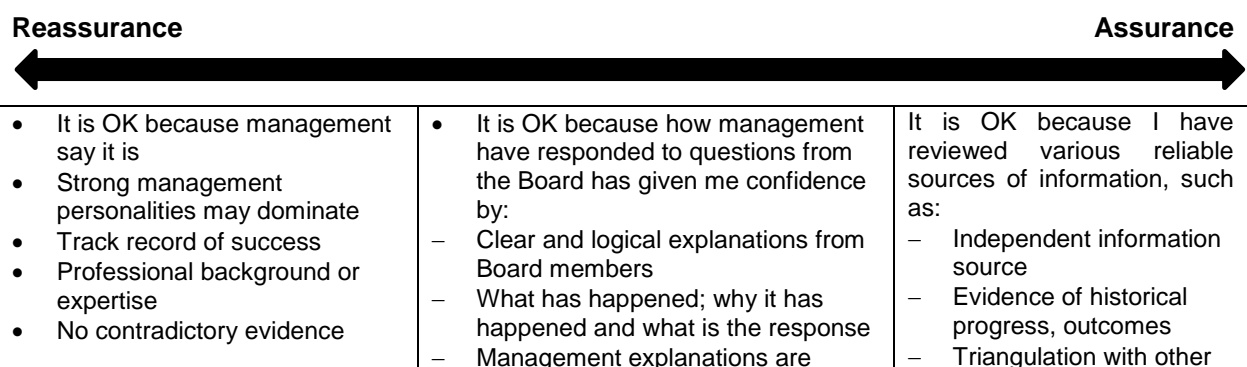 Reassurance Assurance
• It is OK because management
say it is
• Strong management
personalities may dominate
• Track record of success
• Professional background or
expertise
• No contradictory evidence
• It is OK because how management
have responded to questions from
the Board has given me confidence
by:
− Clear and logical explanations from
Board members
− What has happened; why it has
happened and what is the response
− Management explanations are
It is OK because I have
reviewed various reliable
sources of information, such
as:
− Independent information
source
− Evidence of historical
progress, outcomes
− Triangulation with other